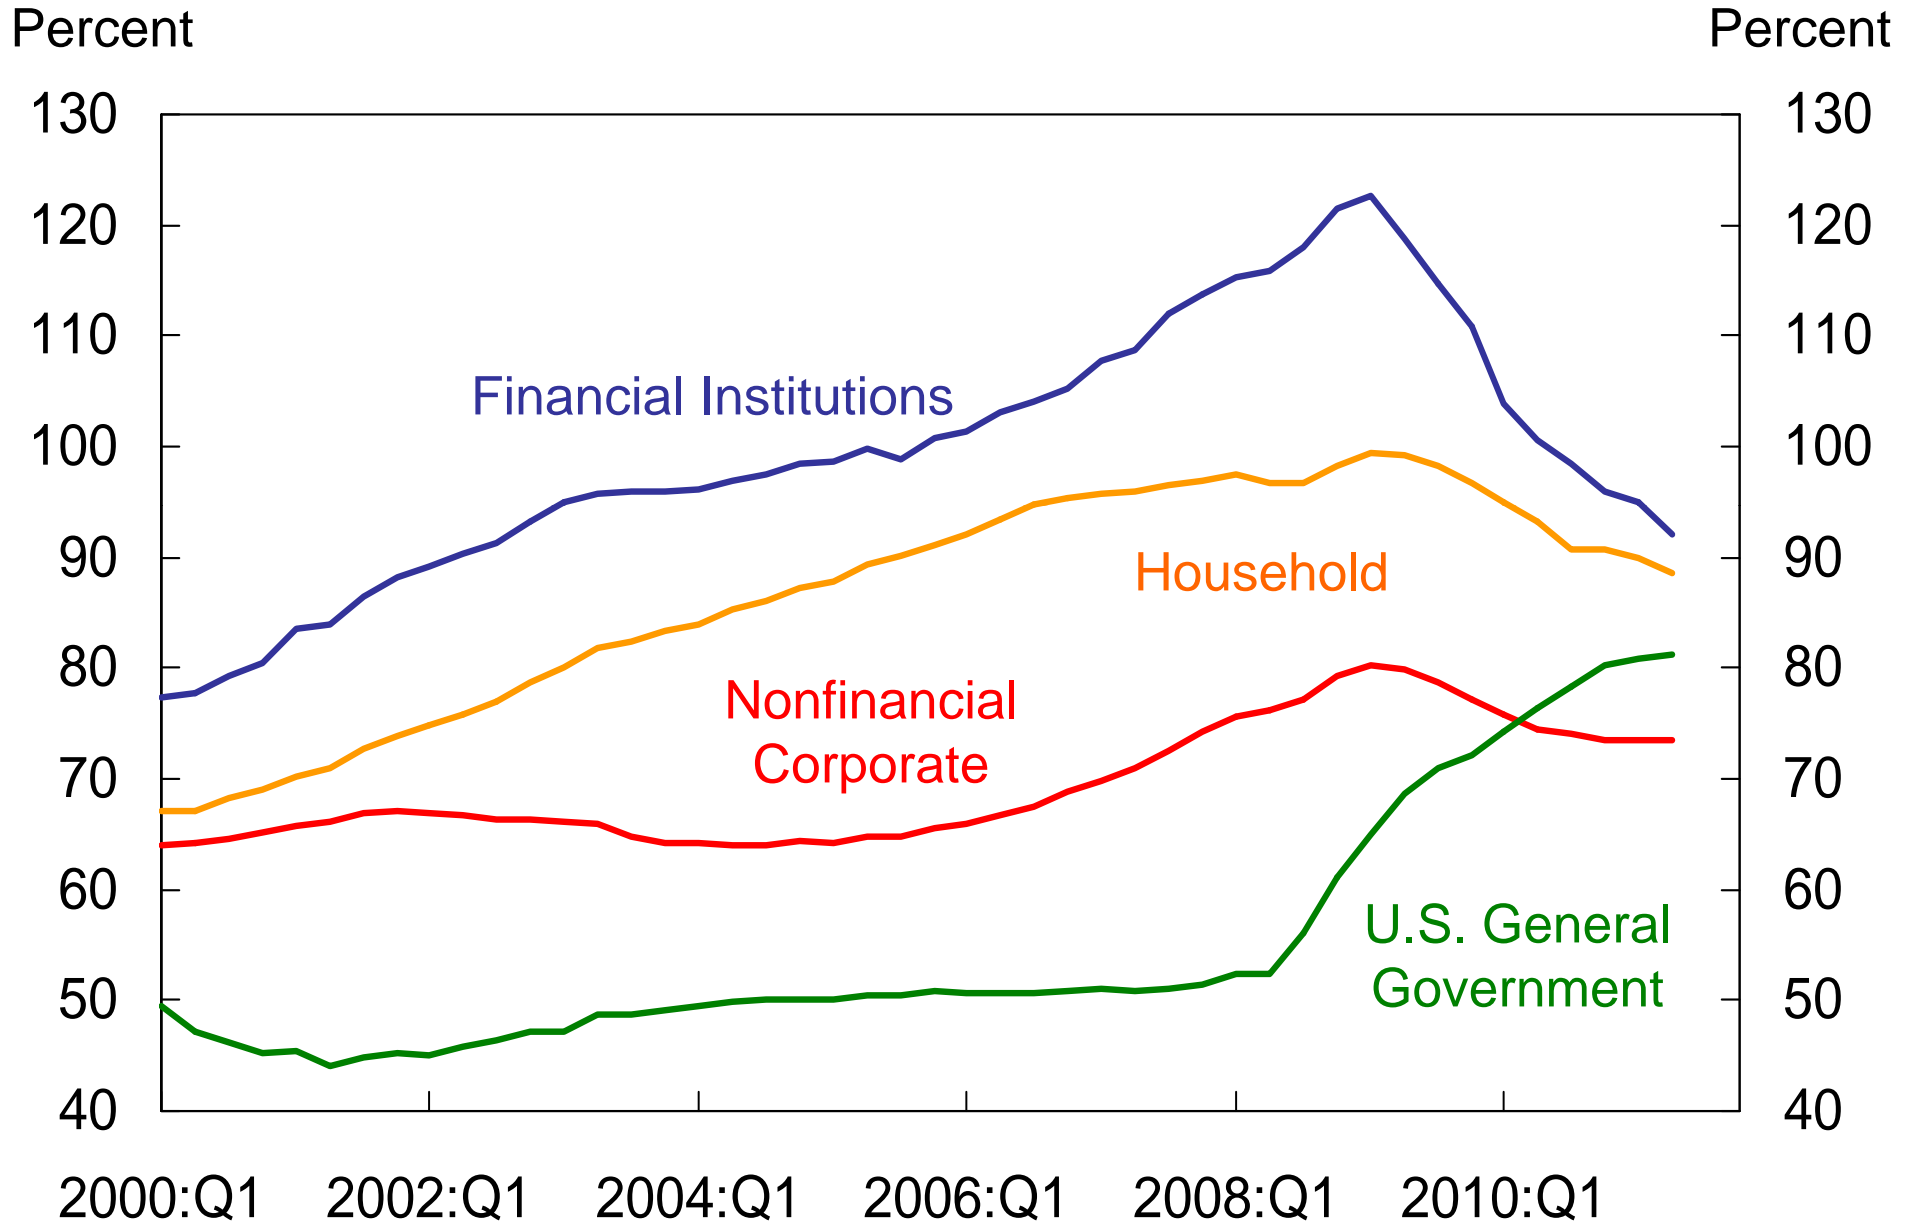 Percent
Percent
130
130
120
120
110
110
Financial Institutions
100
100
90
90
Household
80
80
Nonfinancial
Corporate
70
70
60
60
U.S. General
Government
50
50
40
40
2000:Q1
2002:Q1
2004:Q1
2006:Q1
2008:Q1
2010:Q1